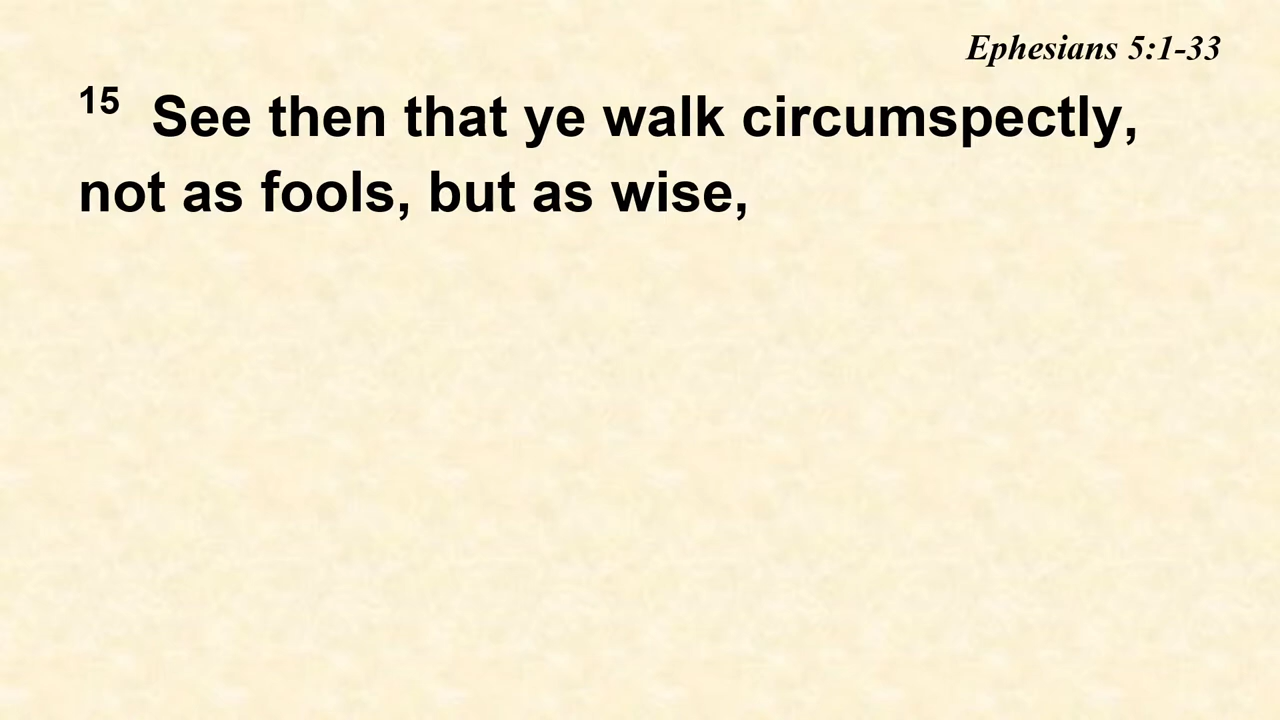 Ephesians 5:1-33
15 See then that ye walk circumspectly,
not as fools, but as wise,